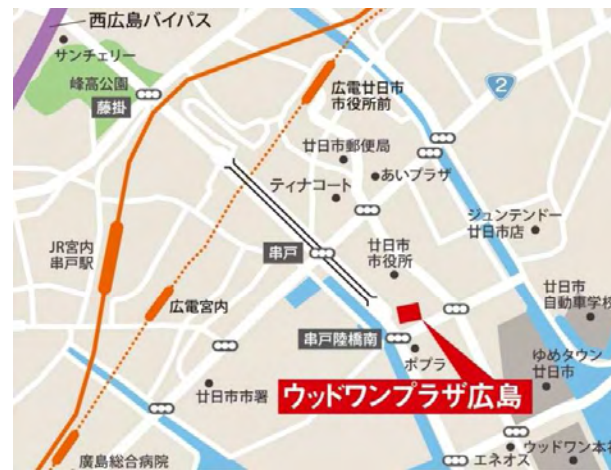 西広島バイパス
サンチェリー
峰高公園
藤掛
広電廿日市
市役所前
2
廿日市郵便局
あいプラザ
ティナコート
ジュンテンドー
廿日市店
JR宮内
串戸駅
串戸
廿日市
市役所
広電宮内
廿日市
自動車学校
串戸陸橋南
ポプラ
ゆめタウン
廿日市
廿日市市署
ウッドワンプラザ広島
廣島総合病院
エネオス
ウッドワン本社